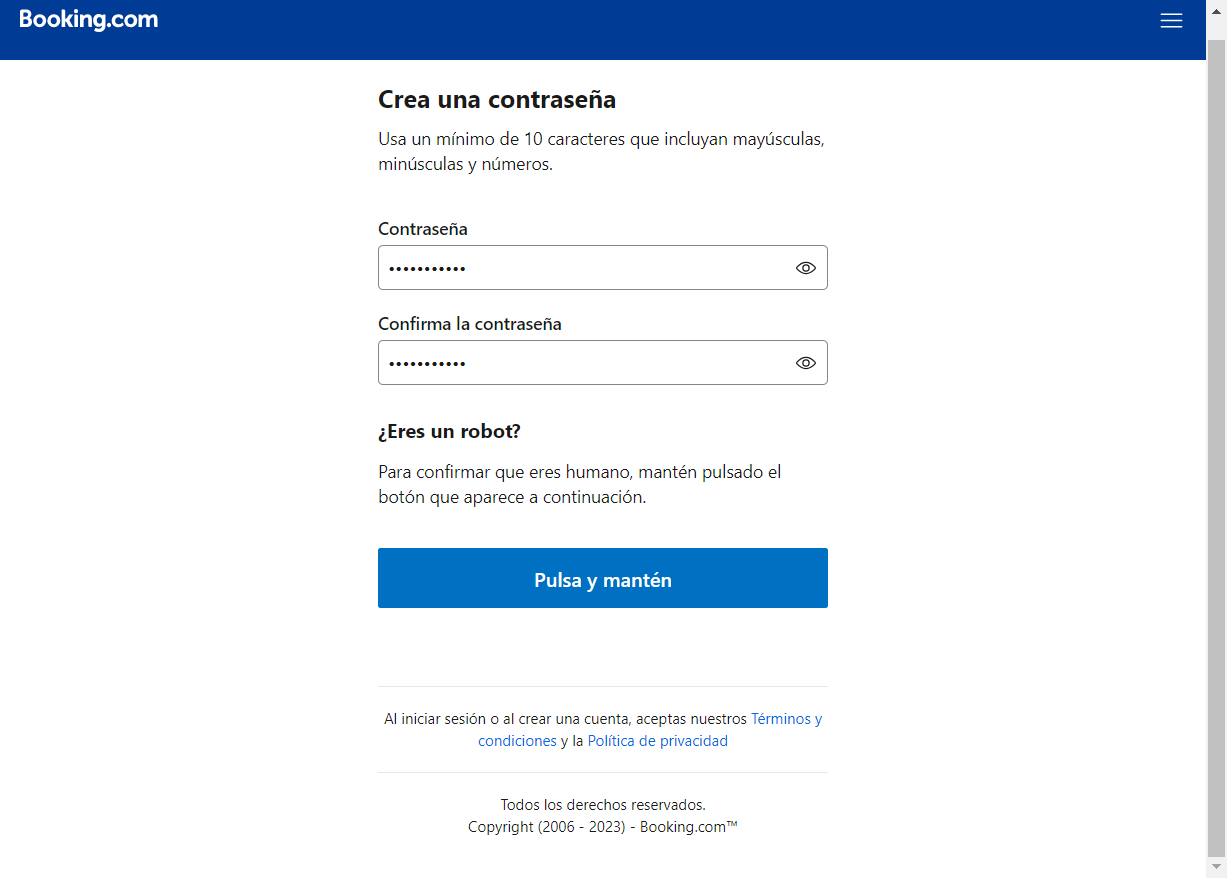 Booking.com
Crea una contraseña
Usa un mínimo de 10 caracteres que incluyan mayúsculas,
minúsculas y números.
Contraseña
•••••••••••
Confirma la contraseña
•••••••••••
¿Eres un robot?
Para confirmar que eres humano, mantén pulsado el
botón que aparece a continuación.
Pulsa y mantén
Al iniciar sesión o al crear una cuenta, aceptas nuestros Términos y
condiciones y la Política de privacidad
Todos los derechos reservados.
Copyright (2006 - 2023) - Booking.com™